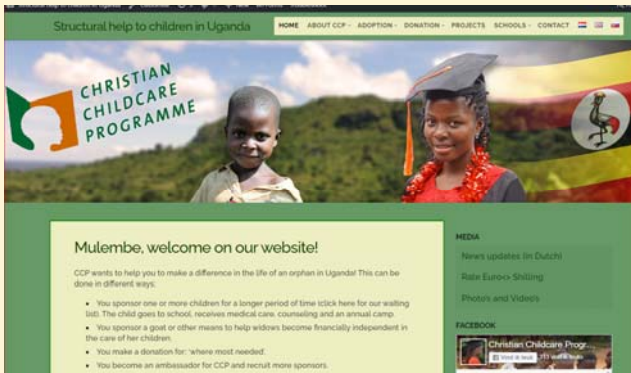 Structural help to children in Uganda
HOME ABOUT CCP ADOPTION DONATION PROJECTS SCHOOLS CONTACT
CHRISTIAN
CHILDCARE
PROGRAMME
Mulembe, welcome on our website!
CCP wants to help you to make a difference in the life of an orphan in Uganda! This can be
done in different ways:
You sponsor one or more children for a longer period of time (click here for our waiting
list). The child goes to school, receives medical care, counseling and an annual camp.
You sponsor a goat or other means to help widows become financially independent in
the care of her children.
You make a donation for: 'where most needed'.
You become an ambassador for CCP and recruit more sponsors.
MEDIA
News updates (in Dutch)
Rate Euro<> Shilling
Photo's and Video's
FACEBOOK
Christian Childcare Progr...
Vind ik leuk